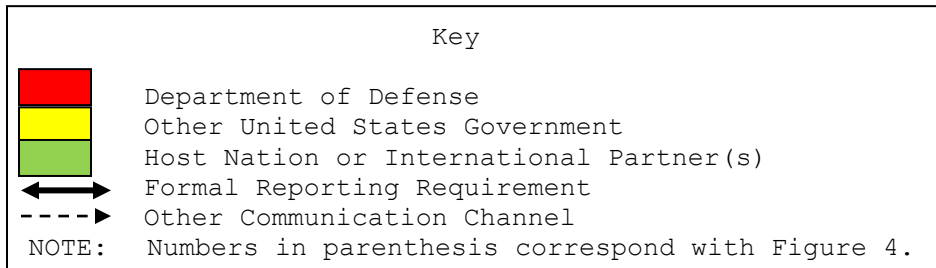 Key
Department of Defense
Other United States Government
Host Nation or International Partner(s)
Formal Reporting Requirement
Other Communication Channel
NOTE: Numbers in parenthesis correspond with Figure 4.